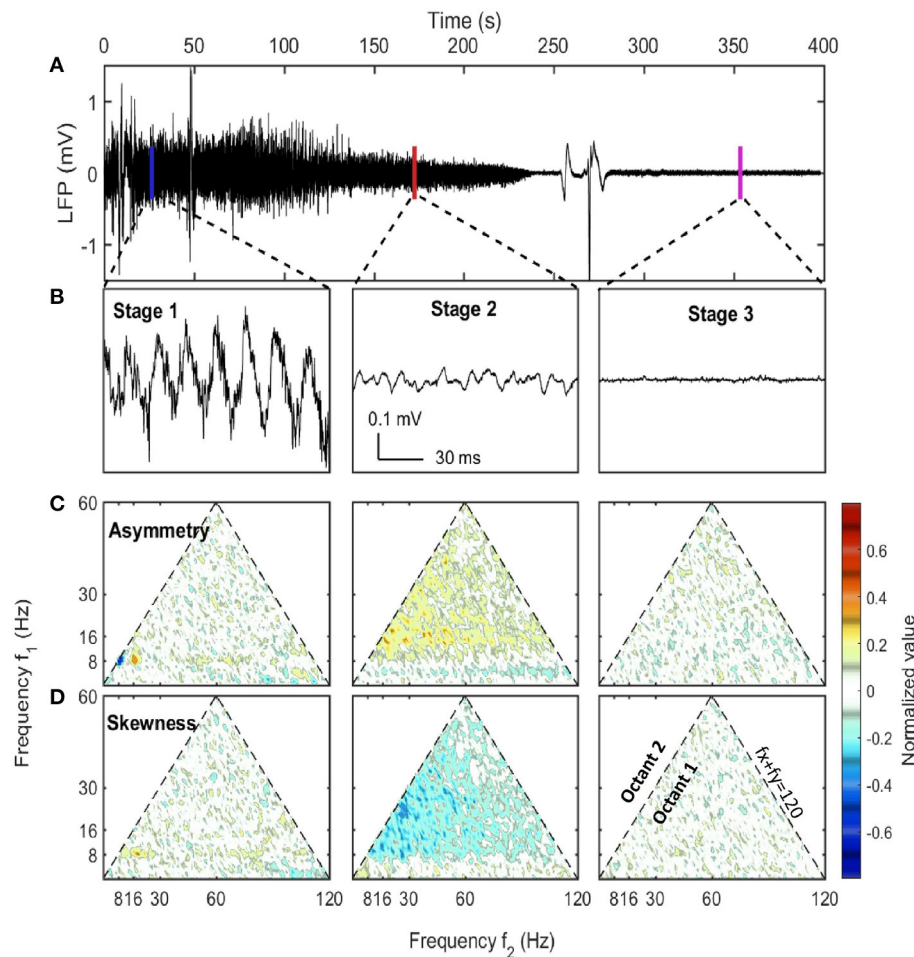 Time (s)
0 50 100 150 200 250 300 350 400
A
1
0
-1
LFP (mV)
B
Stage 1
Stage 2
Stage 3
0.1 mV
30 ms
C
60
30
16
8
Asymmetry
D
60
30
16
8
Skewness
Frequency f1 (Hz)
Octant 2
Octant 1
fx+fy=120
816 30 60 120
816 30 60 120
816 30 60 120
Frequency f2 (Hz)
0.6
0.4
0.2
0
-0.2
-0.4
-0.6
Normalized value